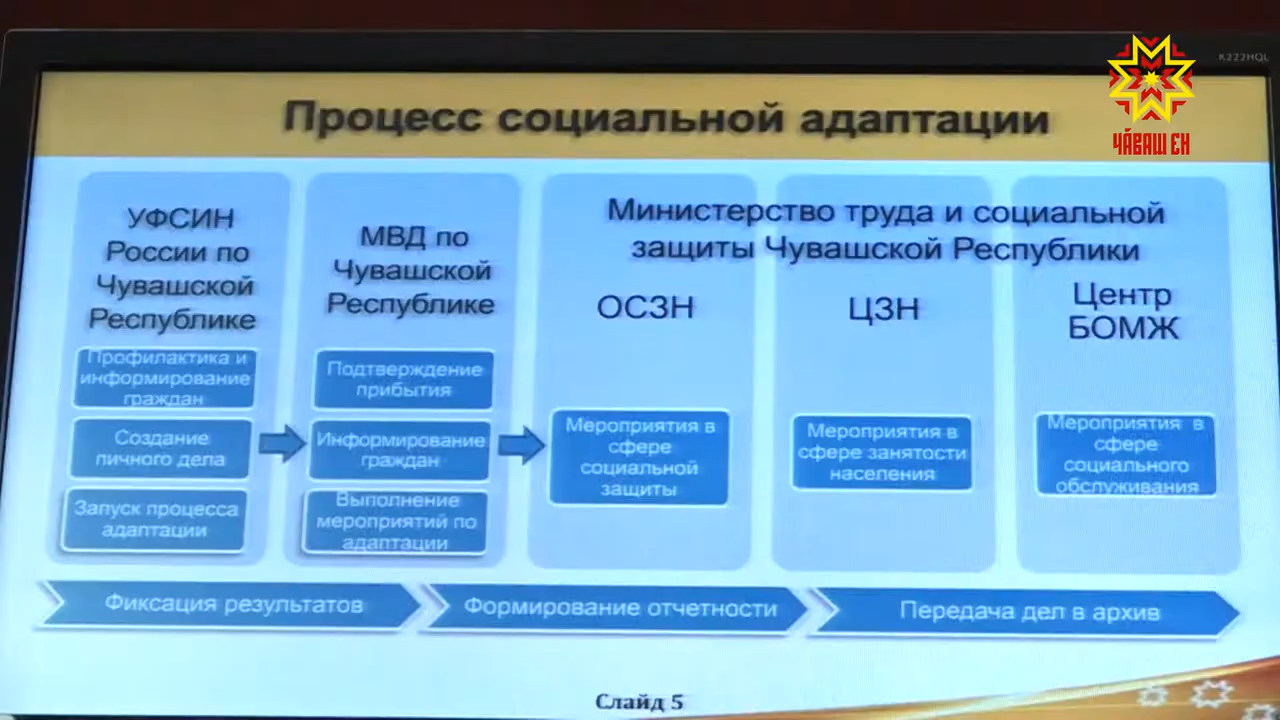 K222HQL
ЧӐВАШ ЕН
Процесс социальной адаптации
УФСИН
России по
Чувашской
Республике
Профилактика и
информирование
граждан
Создание
личного дела
Запуск процесса
адаптации
МВД по
Чувашской
Республике
Подтверждение
прибытия
Информирование
граждан
Выполнение
мероприятий по
адаптации
Министерство труда и социальной
защиты Чувашской Республики
ОСЗН
Мероприятия в
сфере
социальной
защиты
ЦЗН
Мероприятия в
сфере занятости
населения
Центр
БОМЖ
Мероприятия в
сфере
социального
обслуживания
Фиксация результатов
Формирование отчетности
Передача дел в архив
Слайд 5